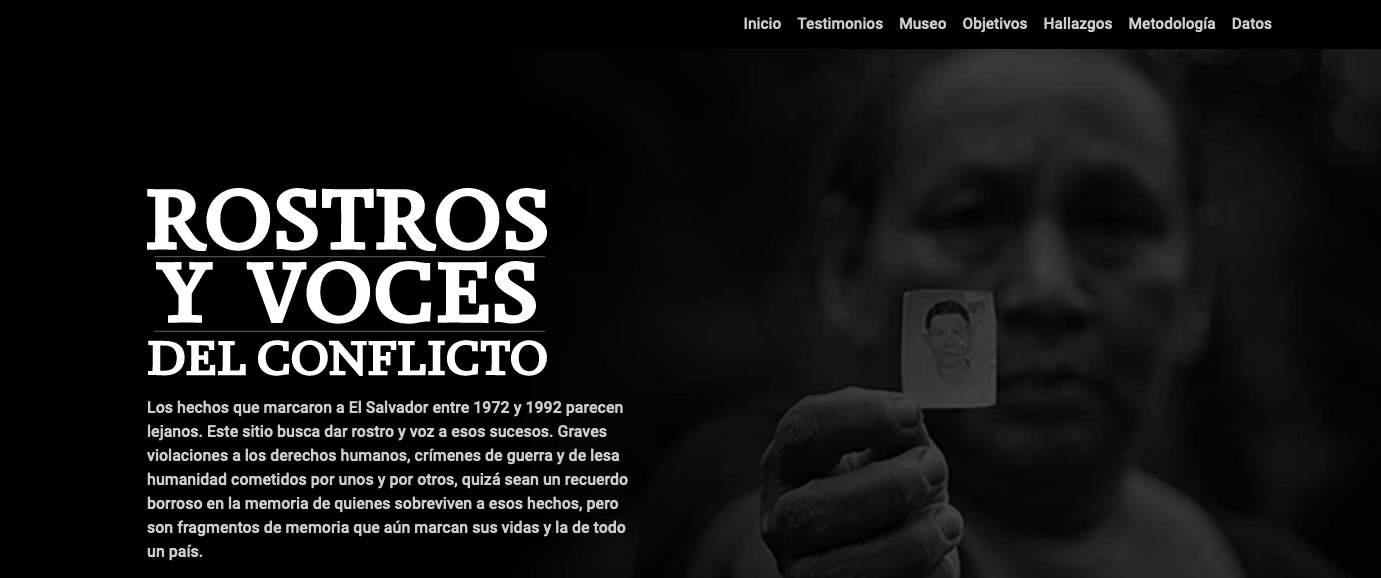 Inicio Testimonios Museo Objetivos Hallazgos Metodología Datos
ROSTROS
Y VOCES
DEL CONFLICTO
Los hechos que marcaron a El Salvador entre 1972 y 1992 parecen
lejanos. Este sitio busca dar rostro y voz a esos sucesos. Graves
violaciones a los derechos humanos, crímenes de guerra y de lesa
humanidad cometidos por unos y por otros, quizá sean un recuerdo
borroso en la memoria de quienes sobreviven a esos hechos, pero
son fragmentos de memoria que aún marcan sus vidas y la de todo
un país.